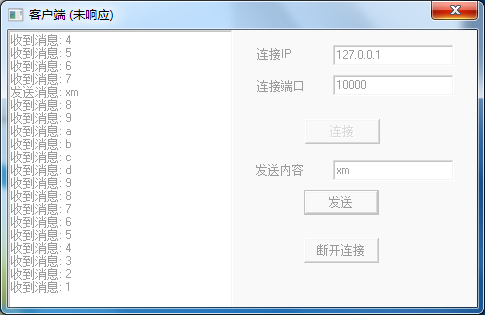 客户端 (未响应)
收到消息: 4
收到消息: 5
收到消息: 6
收到消息: 7
发送消息: xm
收到消息: 8
收到消息: 9
收到消息: a
收到消息: b
收到消息: c
收到消息: d
收到消息: 9
收到消息: 8
收到消息: 7
收到消息: 6
收到消息: 5
收到消息: 4
收到消息: 3
收到消息: 2
收到消息: 1
连接IP 127.0.0.1
连接端口 10000
连接
发送内容 xm
发送
断开连接